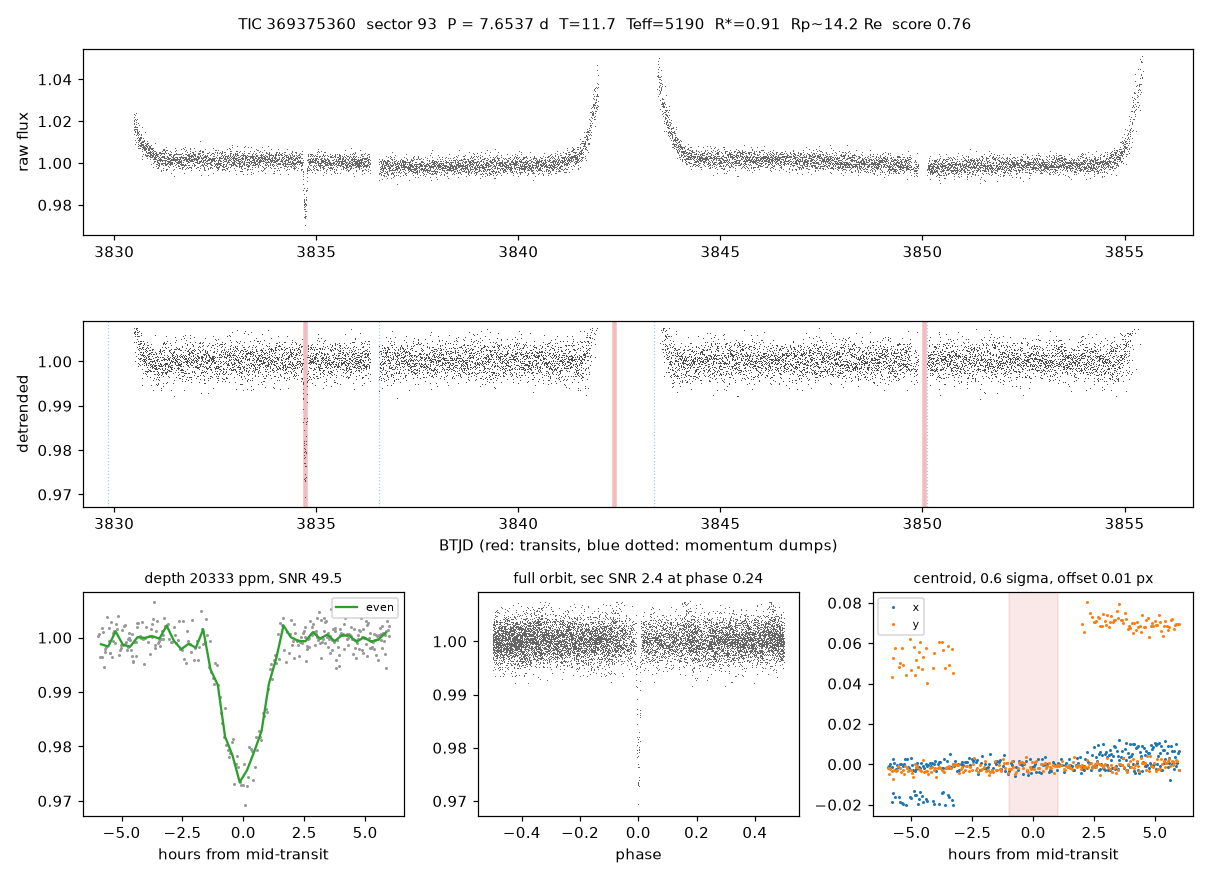 TIC 369375360  sector 93  P = 7.6537 d  T=11.7  Teff=5190  R*=0.91  Rp~14.2 Re  score 0.76
raw flux
1.04
1.02
1.00
0.98
3830 3835 3840 3845 3850 3855
detrended
1.00
0.99
0.98
0.97
3830 3835 3840 3845 3850 3855
BTJD (red: transits, blue dotted: momentum dumps)
depth 20333 ppm, SNR 49.5
even
1.00
0.99
0.98
0.97
−5.0 −2.5 0.0 2.5 5.0
hours from mid-transit
full orbit, sec SNR 2.4 at phase 0.24
1.00
0.99
0.98
0.97
−0.4 −0.2 0.0 0.2 0.4
phase
centroid, 0.6 sigma, offset 0.01 px
x
y
0.08
0.06
0.04
0.02
0.00
−0.02
−5.0 −2.5 0.0 2.5 5.0
hours from mid-transit